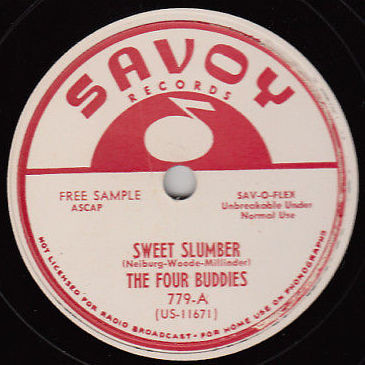 SAVOY
RECORDS
FREE SAMPLE
ASCAP
SAV-O-FLEX
Unbreakable Under
Normal Use
SWEET SLUMBER
(Neiburg-Woode-Millinder)
THE FOUR BUDDIES
779-A
(US-11671)
NOT LICENSED FOR RADIO BROADCAST • FOR HOME USE ON PHONOGRAPHS